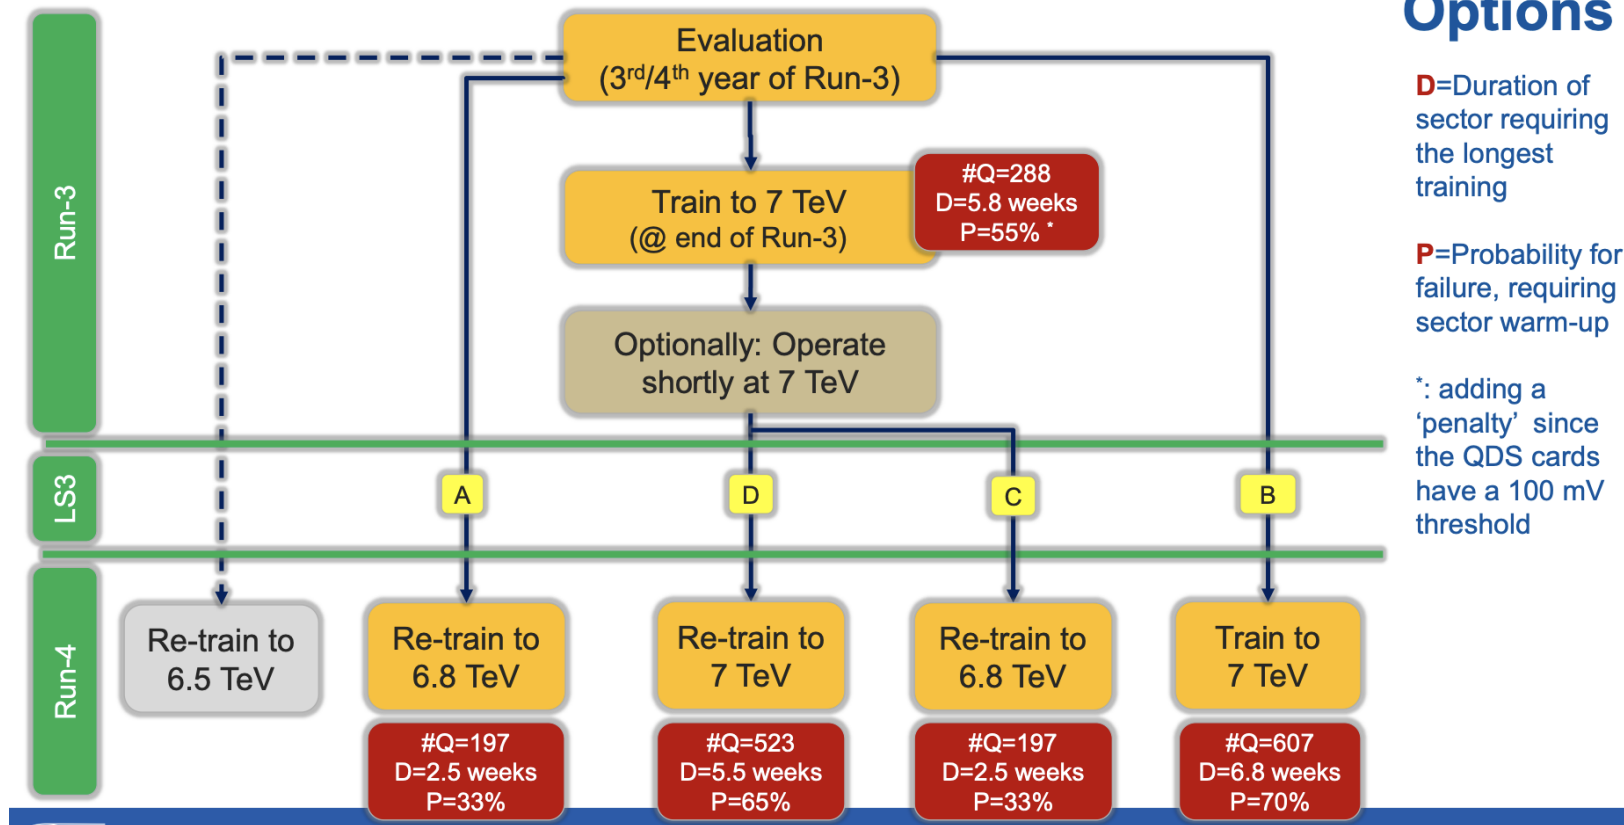 Options
Run-3
Evaluation
(3rd/4th year of Run-3)
Train to 7 TeV
(@ end of Run-3)
#Q=288
D=5.8 weeks
P=55% *
Optionally: Operate
shortly at 7 TeV
D=Duration of
sector requiring
the longest
training
P=Probability for
failure, requiring
sector warm-up
*: adding a
‘penalty’ since
the QDS cards
have a 100 mV
threshold
LS3
A
D
C
B
Run-4
Re-train to
6.5 TeV
Re-train to
6.8 TeV
#Q=197
D=2.5 weeks
P=33%
Re-train to
7 TeV
#Q=523
D=5.5 weeks
P=65%
Re-train to
6.8 TeV
#Q=197
D=2.5 weeks
P=33%
Train to
7 TeV
#Q=607
D=6.8 weeks
P=70%